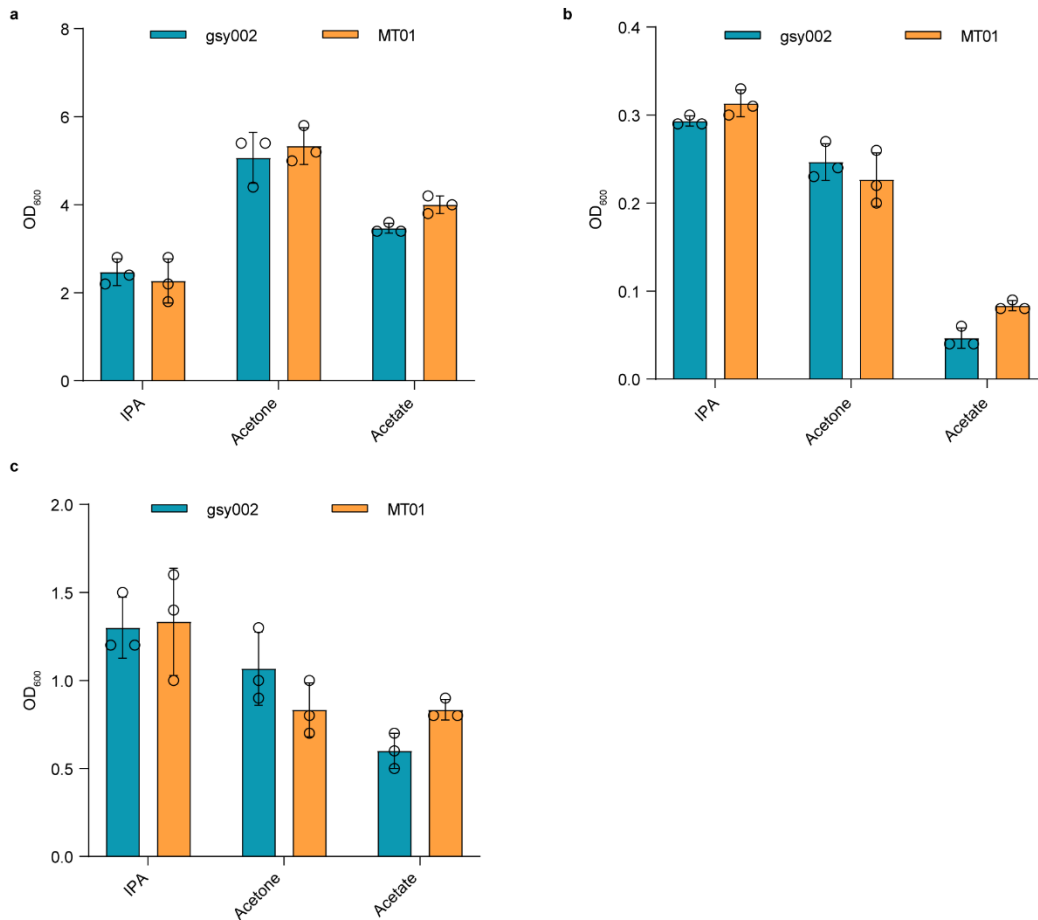 a
gsy002 MT01
8
6
4
2
0
OD600
IPA Acetone Acetate
b
gsy002 MT01
0.4
0.3
0.2
0.1
0.0
OD600
IPA Acetone Acetate
c
gsy002 MT01
2.0
1.5
1.0
0.5
0.0
OD600
IPA Acetone Acetate